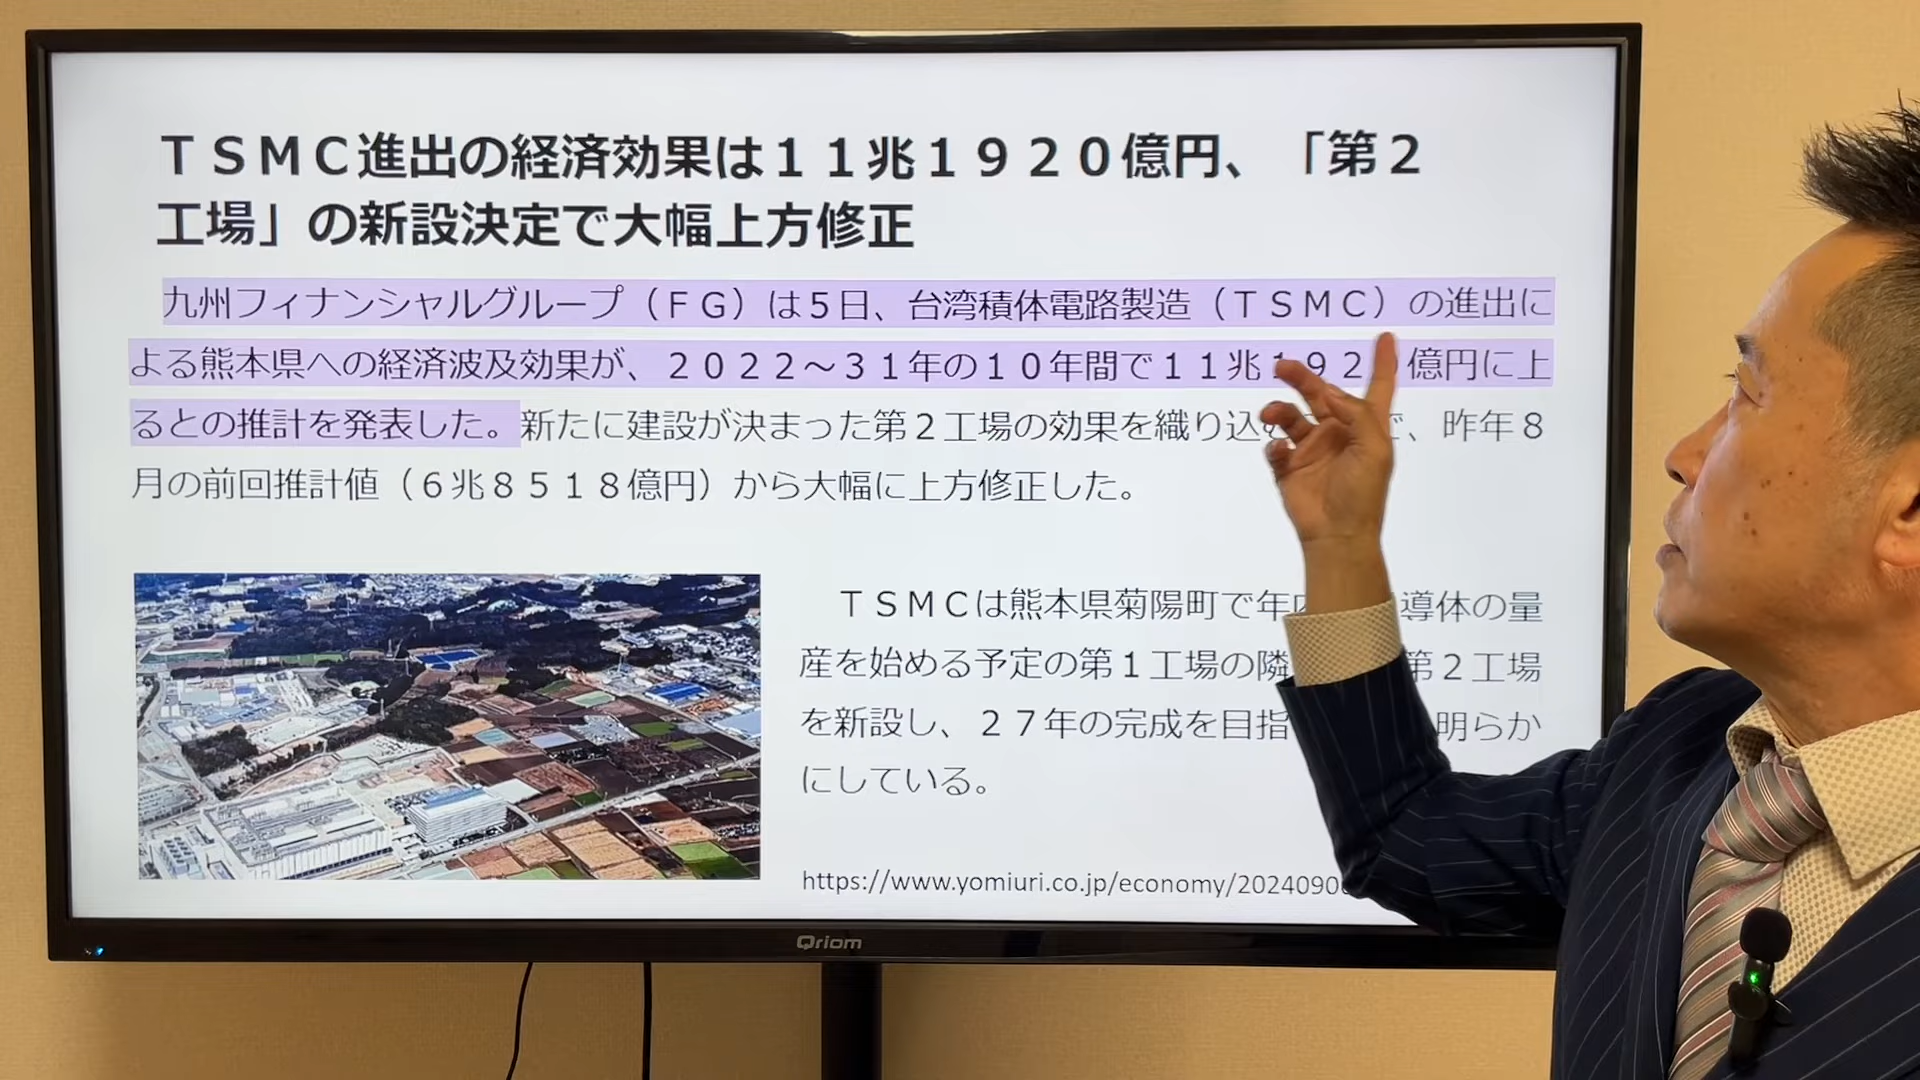 ＴＳＭＣ進出の経済効果は１１兆１９２０億円、「第２
工場」の新設決定で大幅上方修正
九州フィナンシャルグループ（ＦＧ）は５日、台湾積体電路製造（ＴＳＭＣ）の進出に
よる熊本県への経済波及効果が、２０２２～３１年の１０年間で１１兆１９２０億円に上
るとの推計を発表した。新たに建設が決まった第２工場の効果を織り込 、昨年８
月の前回推計値（６兆８５１８億円）から大幅に上方修正した。
ＴＳＭＣは熊本県菊陽町で年 導体の量
産を始める予定の第１工場の隣 第２工場
を新設し、２７年の完成を目指 明らか
にしている。
https://www.yomiuri.co.jp/economy/2024090
Qriom